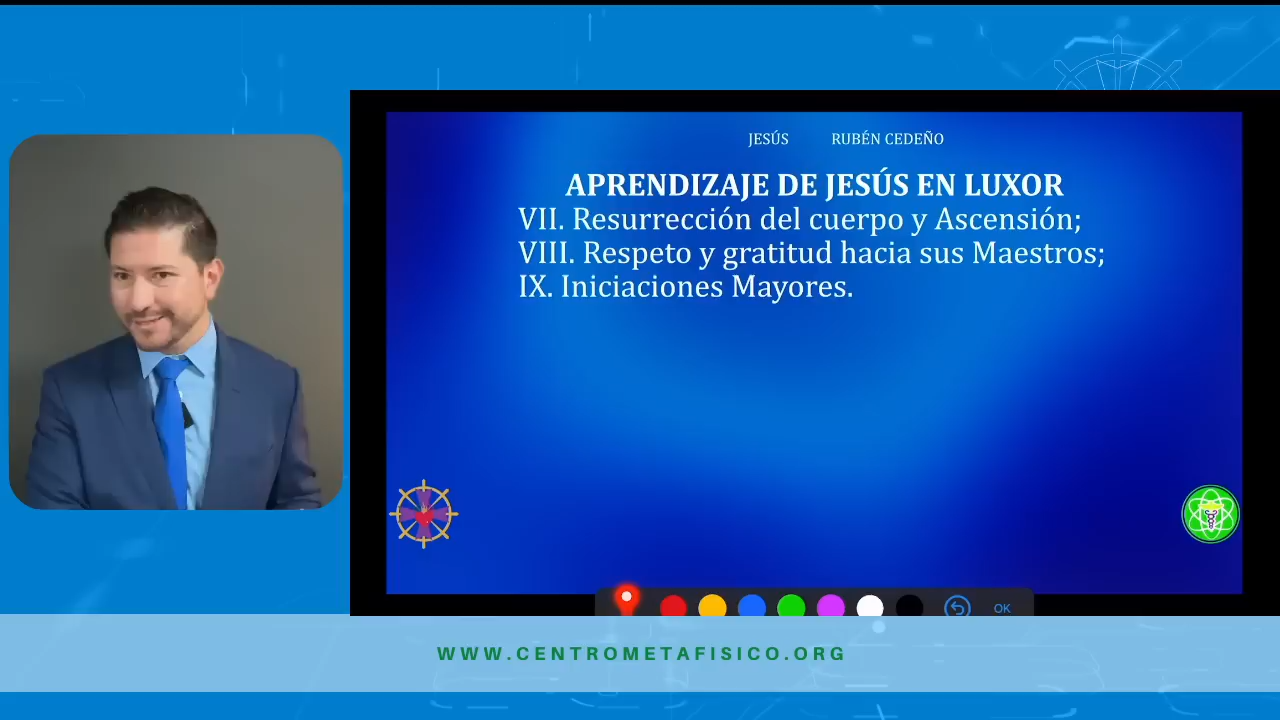 JESÚS RUBÉN CEDEÑO
APRENDIZAJE DE JESÚS EN LUXOR
VII. Resurrección del cuerpo y Ascensión;
VIII. Respeto y gratitud hacia sus Maestros;
IX. Iniciaciones Mayores.
OK
WWW.CENTROMETAFISICO.ORG